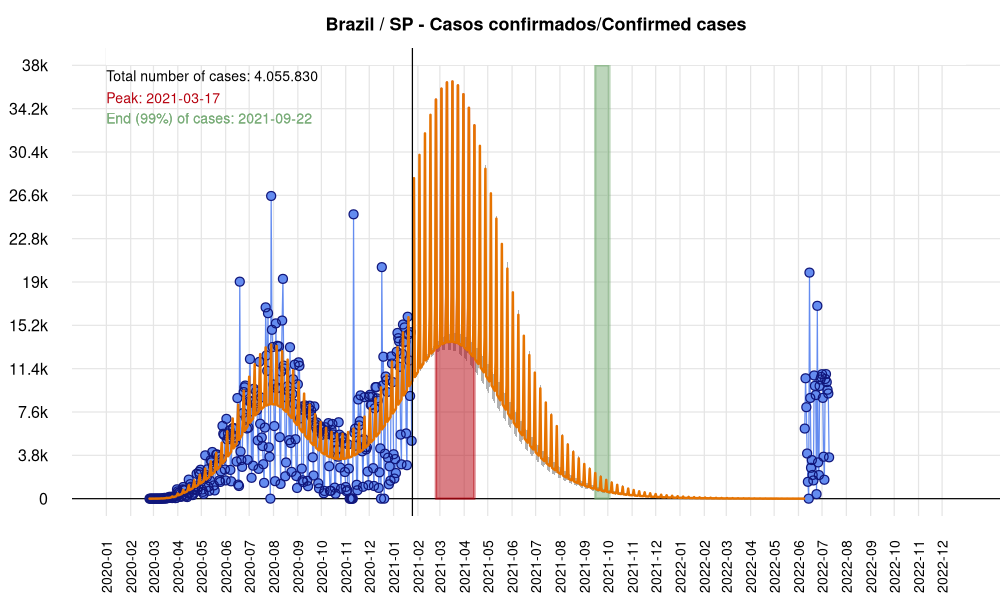 Brazil / SP - Casos confirmados/Confirmed cases
Total number of cases: 4.055.830
Peak: 2021-03-17
End (99%) of cases: 2021-09-22
38k
34.2k
30.4k
26.6k
22.8k
19k
15.2k
11.4k
7.6k
3.8k
0
2020-01
2020-02
2020-03
2020-04
2020-05
2020-06
2020-07
2020-08
2020-09
2020-10
2020-11
2020-12
2021-01
2021-02
2021-03
2021-04
2021-05
2021-06
2021-07
2021-08
2021-09
2021-10
2021-11
2021-12
2022-01
2022-02
2022-03
2022-04
2022-05
2022-06
2022-07
2022-08
2022-09
2022-10
2022-11
2022-12